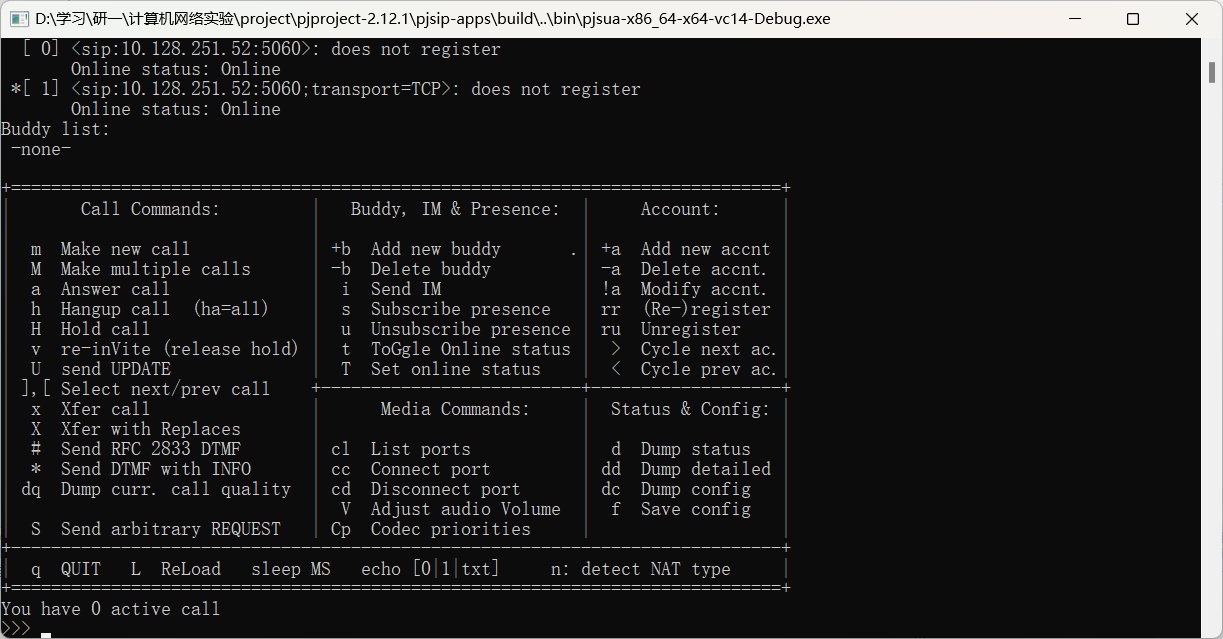 D:\学习\研一\计算机网络实验\project\pjproject-2.12.1\pjsip-apps\build\..\bin\pjsua-x86_64-x64-vc14-Debug.exe
[ 0] <sip:10.128.251.52:5060>: does not register
Online status: Online
*[ 1] <sip:10.128.251.52:5060;transport=TCP>: does not register
Online status: Online
Buddy list:
-none-
+=============================================================================+
| Call Commands: | Buddy, IM & Presence: | Account: |
| | | |
| m Make new call | +b Add new buddy . | +a Add new accnt |
| M Make multiple calls | -b Delete buddy | -a Delete accnt. |
| a Answer call | i Send IM | !a Modify accnt. |
| h Hangup call (ha=all) | s Subscribe presence | rr (Re-)register |
| H Hold call | u Unsubscribe presence | ru Unregister |
| v re-inVite (release hold) | t ToGgle Online status | > Cycle next ac. |
| U send UPDATE | T Set online status | < Cycle prev ac. |
| ],[ Select next/prev call +--------------------------+-------------------+
| x Xfer call | Media Commands: | Status & Config: |
| X Xfer with Replaces | | |
| # Send RFC 2833 DTMF | cl List ports | d Dump status |
| * Send DTMF with INFO | cc Connect port | dd Dump detailed |
| dq Dump curr. call quality | cd Disconnect port | dc Dump config |
| | V Adjust audio Volume | f Save config |
| S Send arbitrary REQUEST | Cp Codec priorities | |
+-----------------------------------------------------------------------------+
| q QUIT L ReLoad sleep MS echo [0|1|txt] n: detect NAT type |
+=============================================================================+
You have 0 active call
>>>